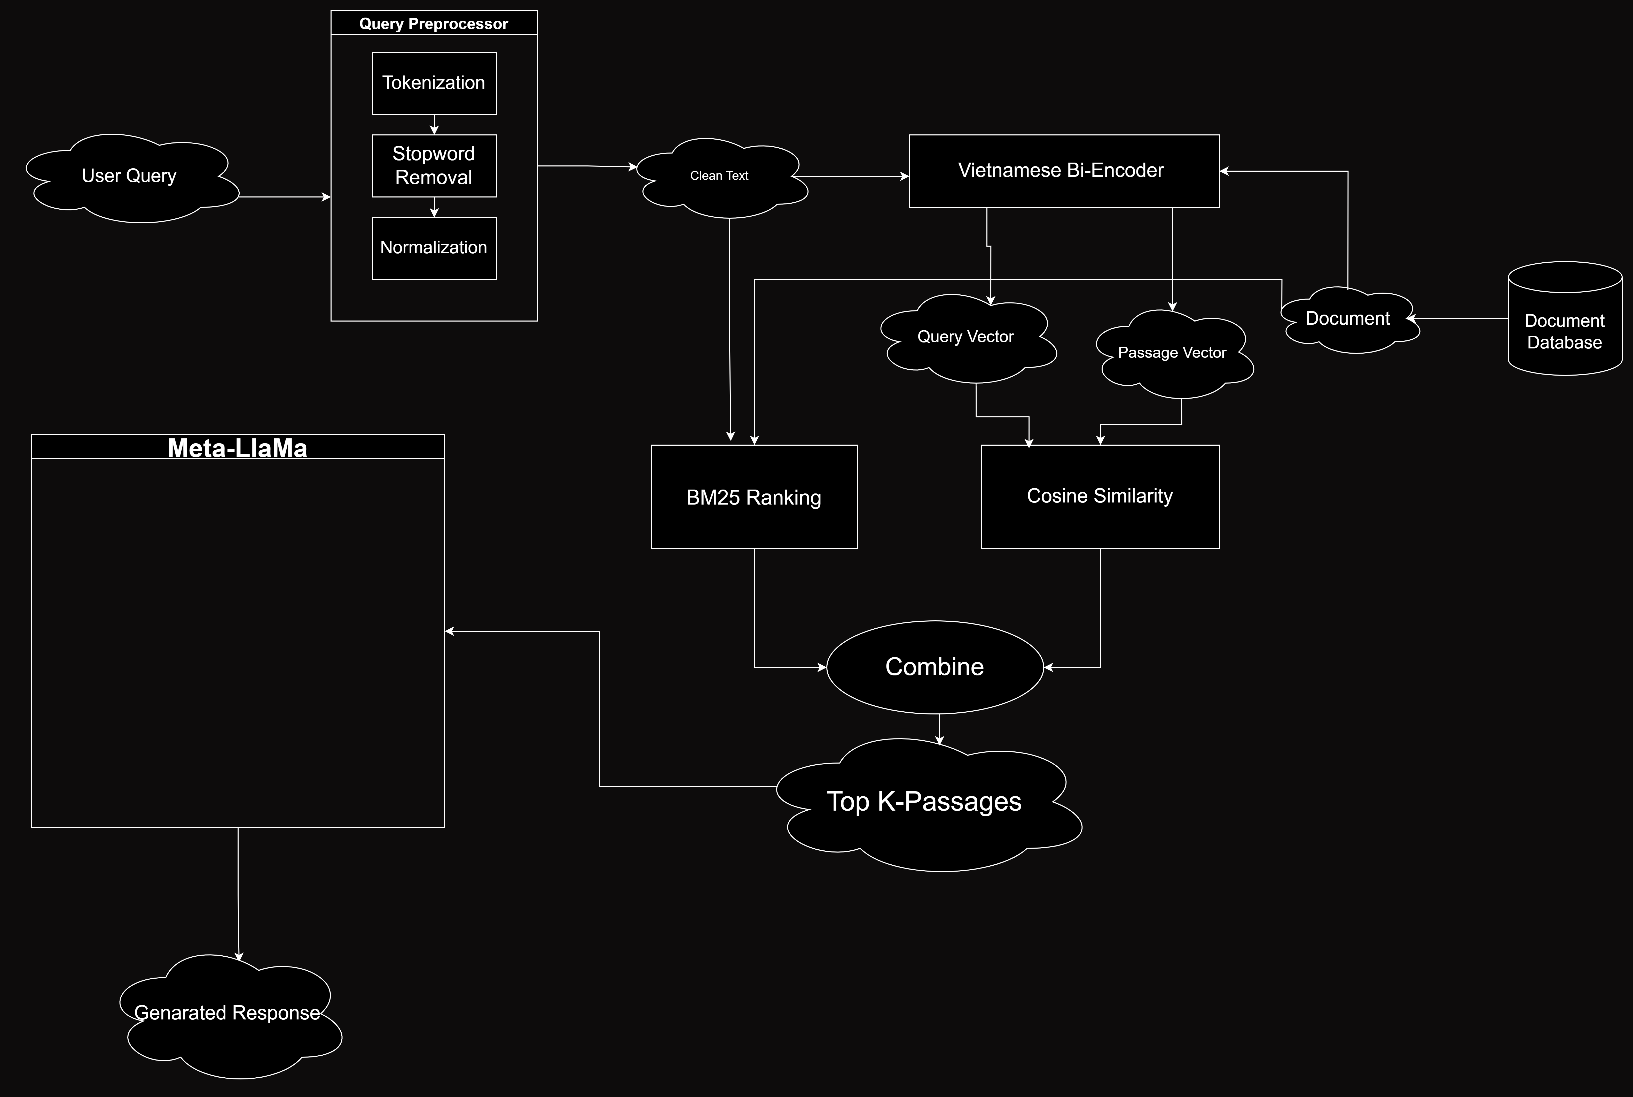 Query Preprocessor
Tokenization
Stopword
Removal
Normalization
User Query
Clean Text
Vietnamese Bi-Encoder
Query Vector
Passage Vector
Document
Document
Database
Meta-LlaMa
BM25 Ranking
Cosine Similarity
Combine
Top K-Passages
Genarated Response